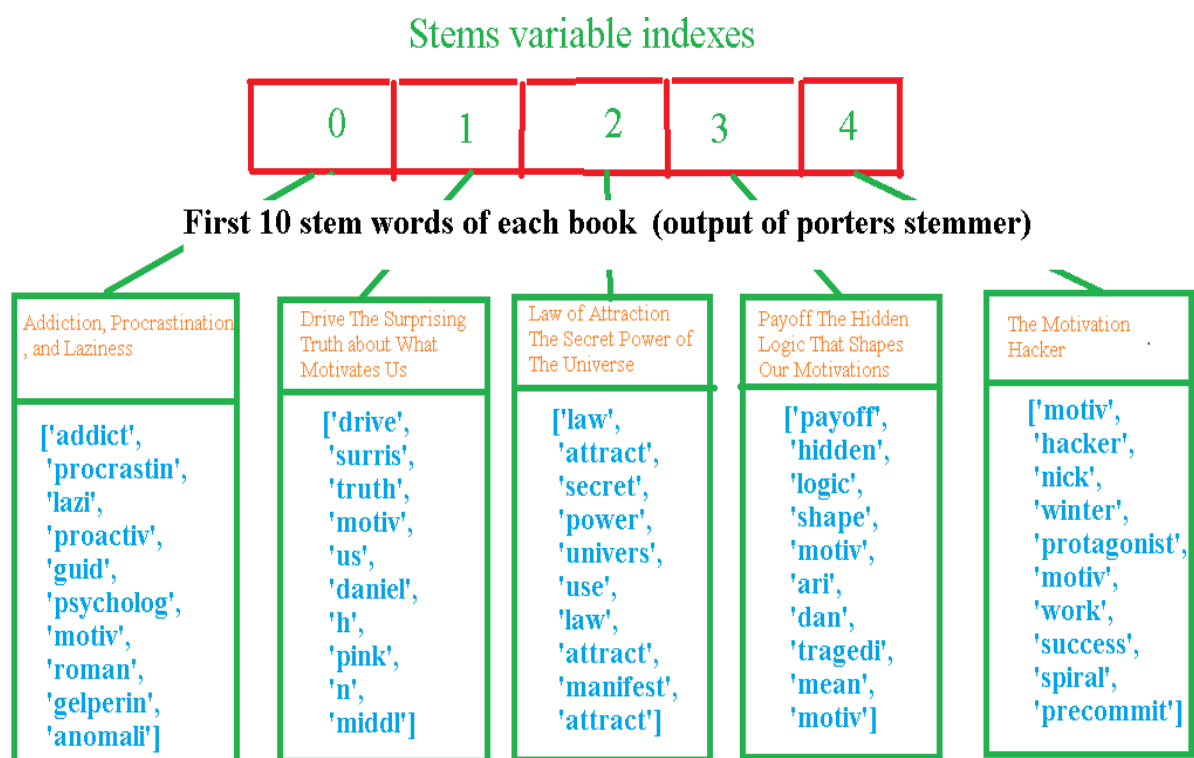 Stems variable indexes
0 1 2 3 4
First 10 stem words of each book (output of porters stemmer)
Addiction, Procrastination
, and Laziness
['addict',
'procrastin',
'lazi',
'proactiv',
'guid',
'psycholog',
'motiv',
'roman',
'gelperin',
'anomali']
Drive The Surprising
Truth about What
Motivates Us
['drive',
'surris',
'truth',
'motiv',
'us',
'daniel',
'h',
'pink',
'n',
'middl']
Law of Attraction
The Secret Power of
The Universe
['law',
'attract',
'secret',
'power',
'univers',
'use',
'law',
'attract',
'manifest',
'attract']
Payoff The Hidden
Logic That Shapes
Our Motivations
['payoff',
'hidden',
'logic',
'shape',
'motiv',
'ari',
'dan',
'tragedi',
'mean',
'motiv']
The Motivation
Hacker
['motiv',
'hacker',
'nick',
'winter',
'protagonist',
'motiv',
'work',
'success',
'spiral',
'precommit']